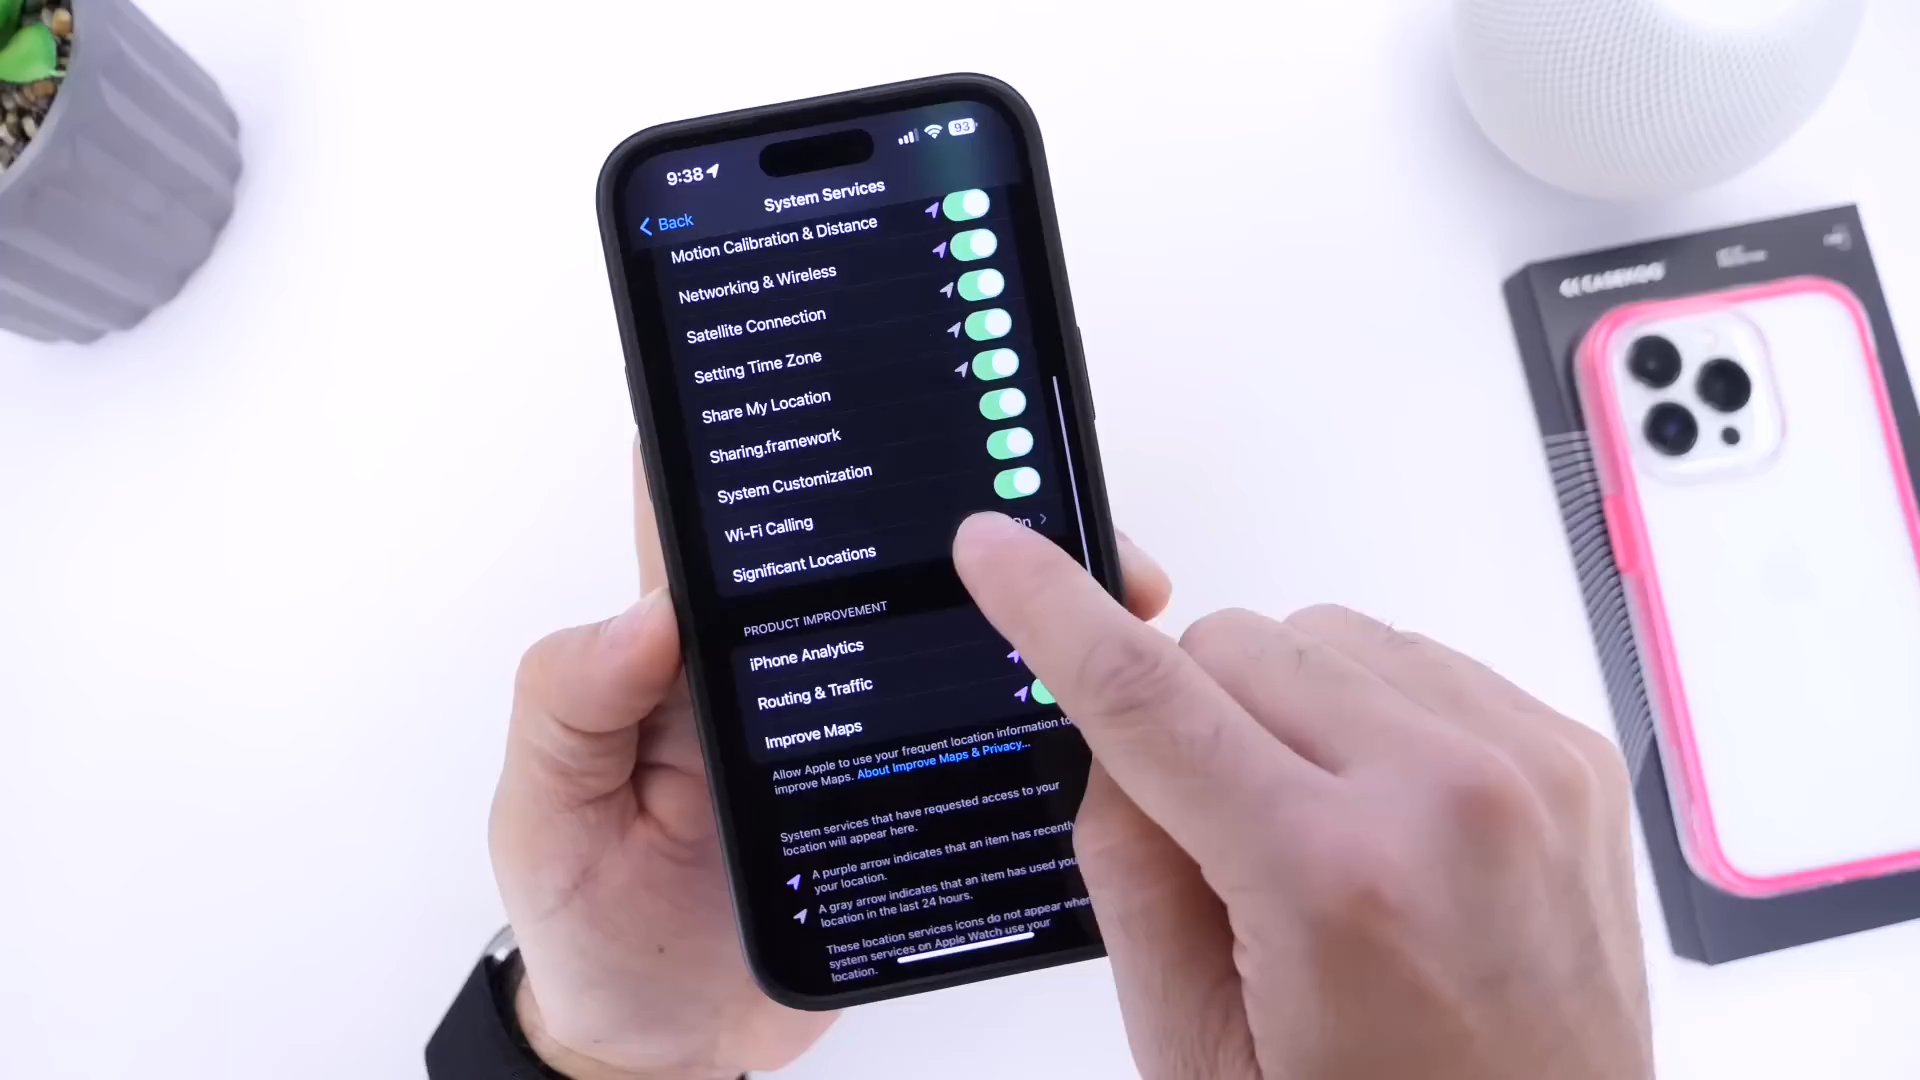 9:38
93
Back
System Services
Motion Calibration & Distance
Networking & Wireless
Satellite Connection
Setting Time Zone
Share My Location
Sharing.framework
System Customization
Wi-Fi Calling
Significant Locations
On
PRODUCT IMPROVEMENT
iPhone Analytics
Routing & Traffic
Improve Maps
Allow Apple to use your frequent location information to
improve Maps. About Improve Maps & Privacy...
System services that have requested access to your
location will appear here.
A purple arrow indicates that an item has recently
your location.
A gray arrow indicates that an item has used your
location in the last 24 hours.
These location services icons do not appear when
system services on Apple Watch use your
location.
CASEKOO